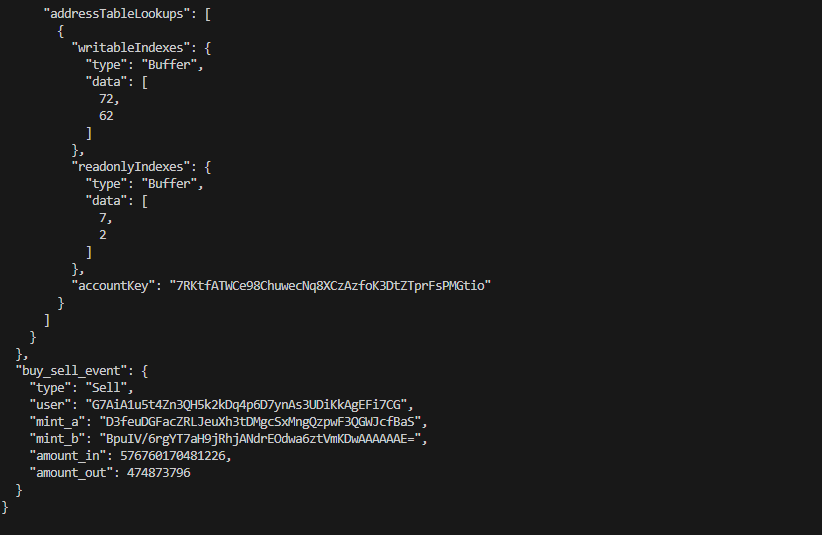 "addressTableLookups": [
{
"writableIndexes": {
"type": "Buffer",
"data": [
72,
62
]
},
"readonlyIndexes": {
"type": "Buffer",
"data": [
7,
2
]
},
"accountKey": "7RKtfATWCe98ChuwecNq8XCzAzfoK3DtZTprFsPMGtio"
}
]
}
},
"buy_sell_event": {
"type": "Sell",
"user": "G7AiA1u5t4Zn3QH5k2kDq4p6D7ynAs3UDiKkAgEFi7CG",
"mint_a": "D3feuDGFacZRLJeuXh3tDMgcSxMngQzpwF3QGWJcfBaS",
"mint_b": "BpuIV/6rgYT7aH9jRhjANdrEOdwa6ztVmKDwAAAAAAE=",
"amount_in": 576760170481226,
"amount_out": 474873796
}
}